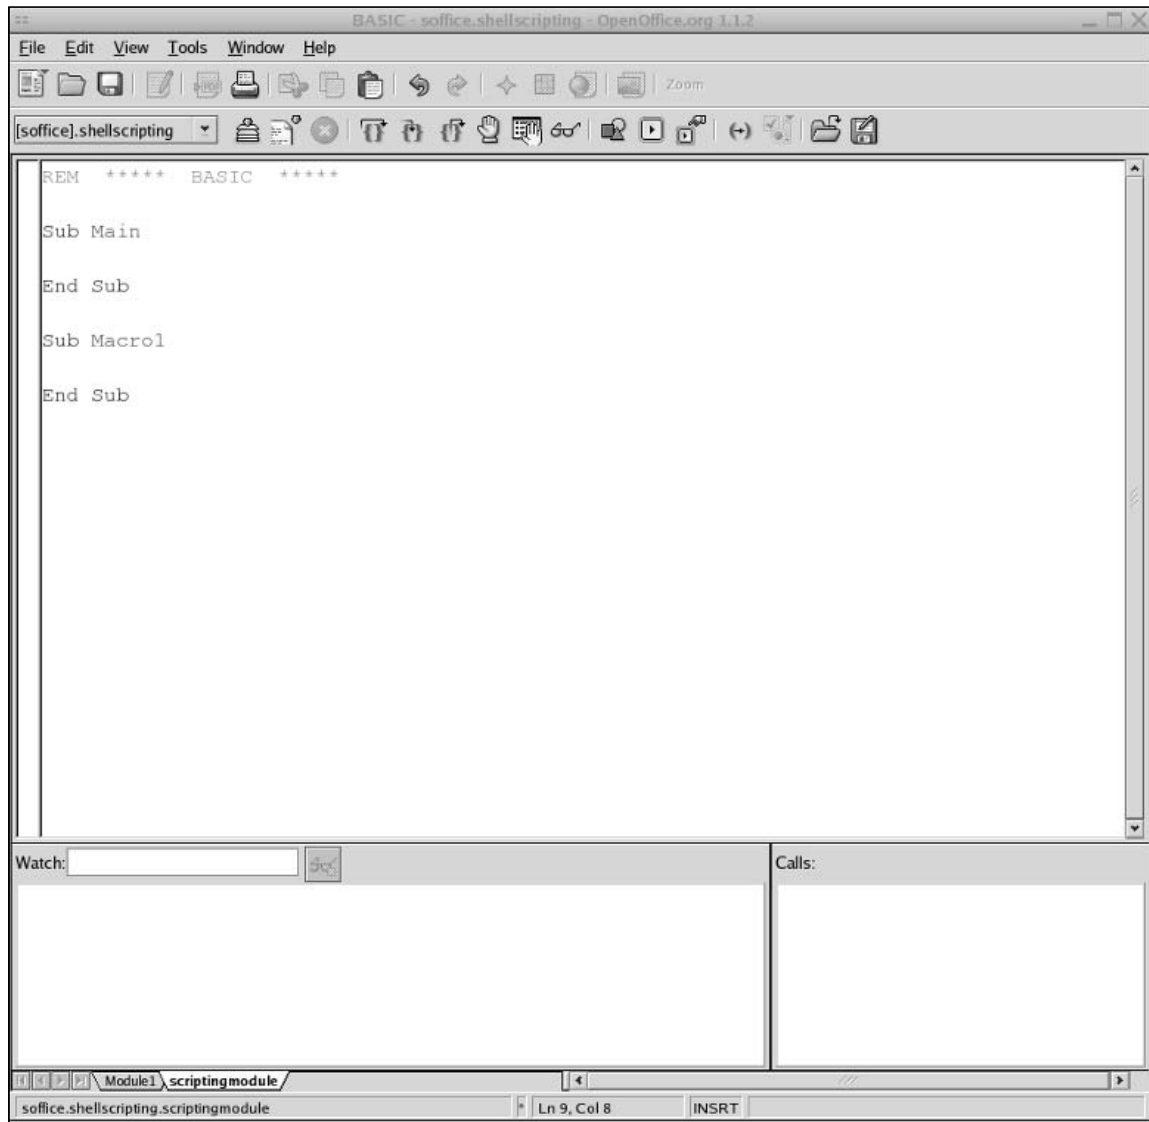 BASIC - soffice.shellscripting - OpenOffice.org 1.1.2
File Edit View Tools Window Help
Zoom
[soffice].shellscripting
REM ***** BASIC *****
Sub Main
End Sub
Sub Macro1
End Sub
Watch:
Calls:
Module1 scriptingmodule
soffice.shellscripting.scriptingmodule * Ln 9, Col 8 INSRT